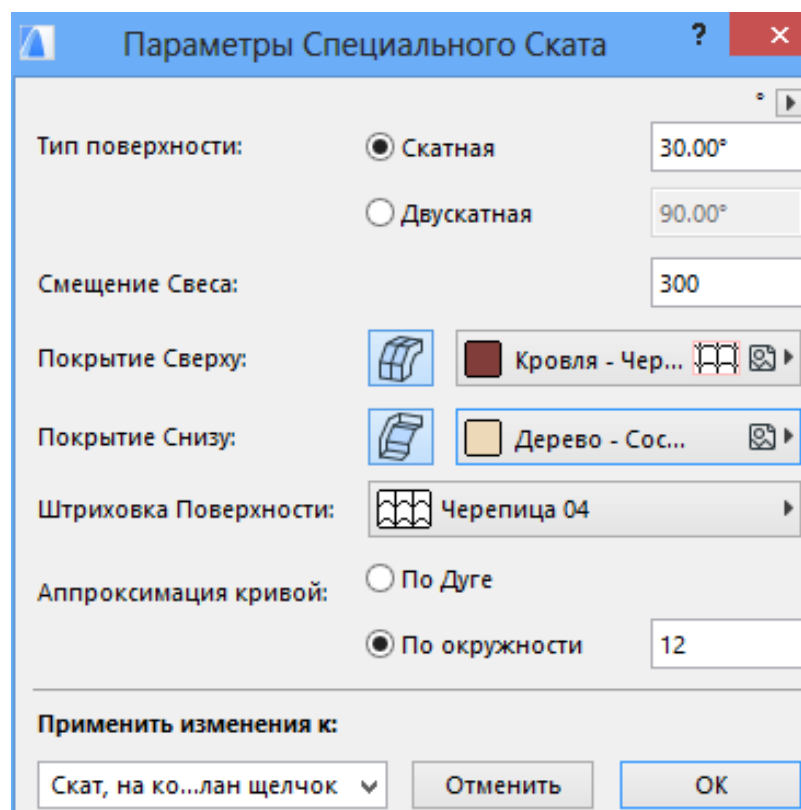 Параметры Специального Ската ? ×
°
Тип поверхности: Скатная 30.00°
Двускатная 90.00°
Смещение Свеса: 300
Покрытие Сверху: Кровля - Чер...
Покрытие Снизу: Дерево - Сос...
Штриховка Поверхности: Черепица 04
Аппроксимация кривой: По Дуге
По окружности 12
Применить изменения к:
Скат, на ко...лан щелчок Отменить OK